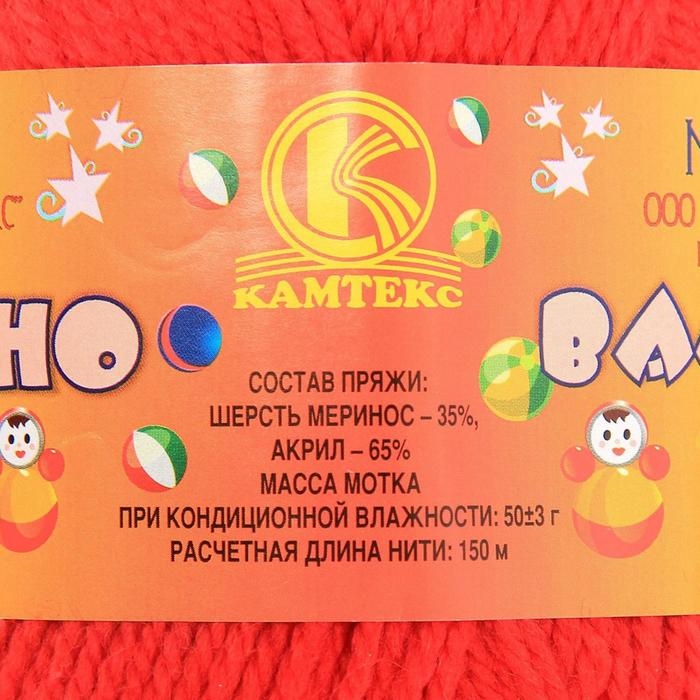 КАМТЕКС
СОСТАВ ПРЯЖИ:
ШЕРСТЬ МЕРИНОС – 35%,
АКРИЛ – 65%
МАССА МОТКА
ПРИ КОНДИЦИОННОЙ ВЛАЖНОСТИ: 50±3 г
РАСЧЕТНАЯ ДЛИНА НИТИ: 150 м
ООО